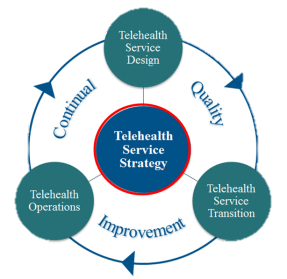 Telehealth
Service
Design
Continual
Quality
Telehealth
Service
Strategy
Telehealth
Operations
Telehealth
Service
Transition
Improvement